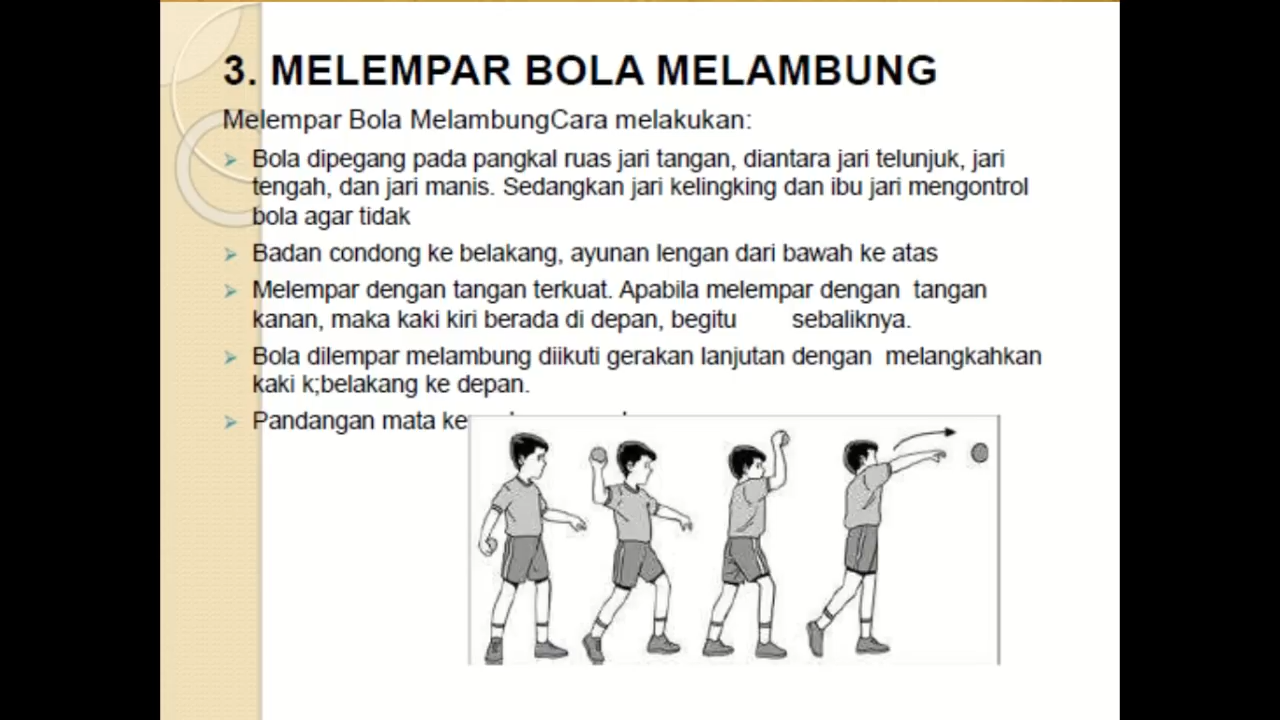 3. MELEMPAR BOLA MELAMBUNG
Melempar Bola MelambungCara melakukan:
Bola dipegang pada pangkal ruas jari tangan, diantara jari telunjuk, jari
tengah, dan jari manis. Sedangkan jari kelingking dan ibu jari mengontrol
bola agar tidak
Badan condong ke belakang, ayunan lengan dari bawah ke atas
Melempar dengan tangan terkuat. Apabila melempar dengan tangan
kanan, maka kaki kiri berada di depan, begitu sebaliknya.
Bola dilempar melambung diikuti gerakan lanjutan dengan melangkahkan
kaki k;belakang ke depan.
Pandangan mata ke